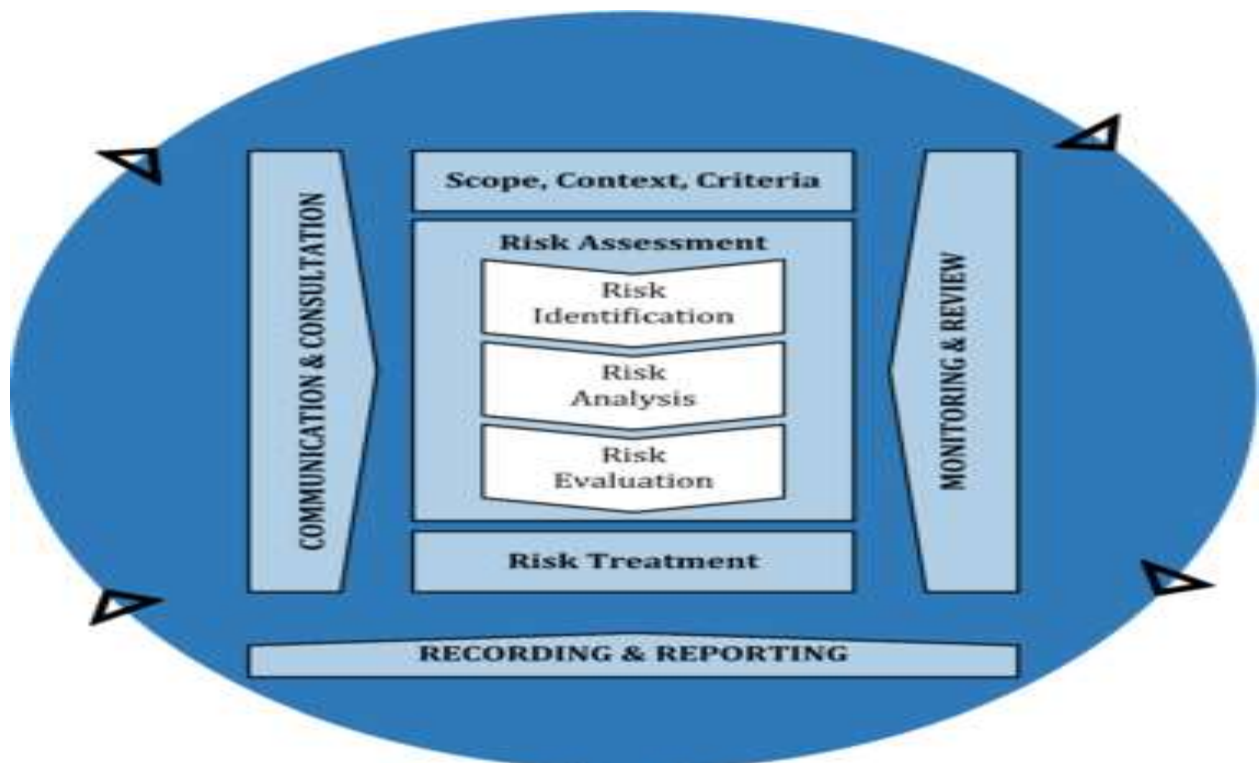 Scope, Context, Criteria
Risk Assessment
Risk
Identification
Risk
Analysis
Risk
Evaluation
Risk Treatment
COMMUNICATION & CONSULTATION
MONITORING & REVIEW
RECORDING & REPORTING